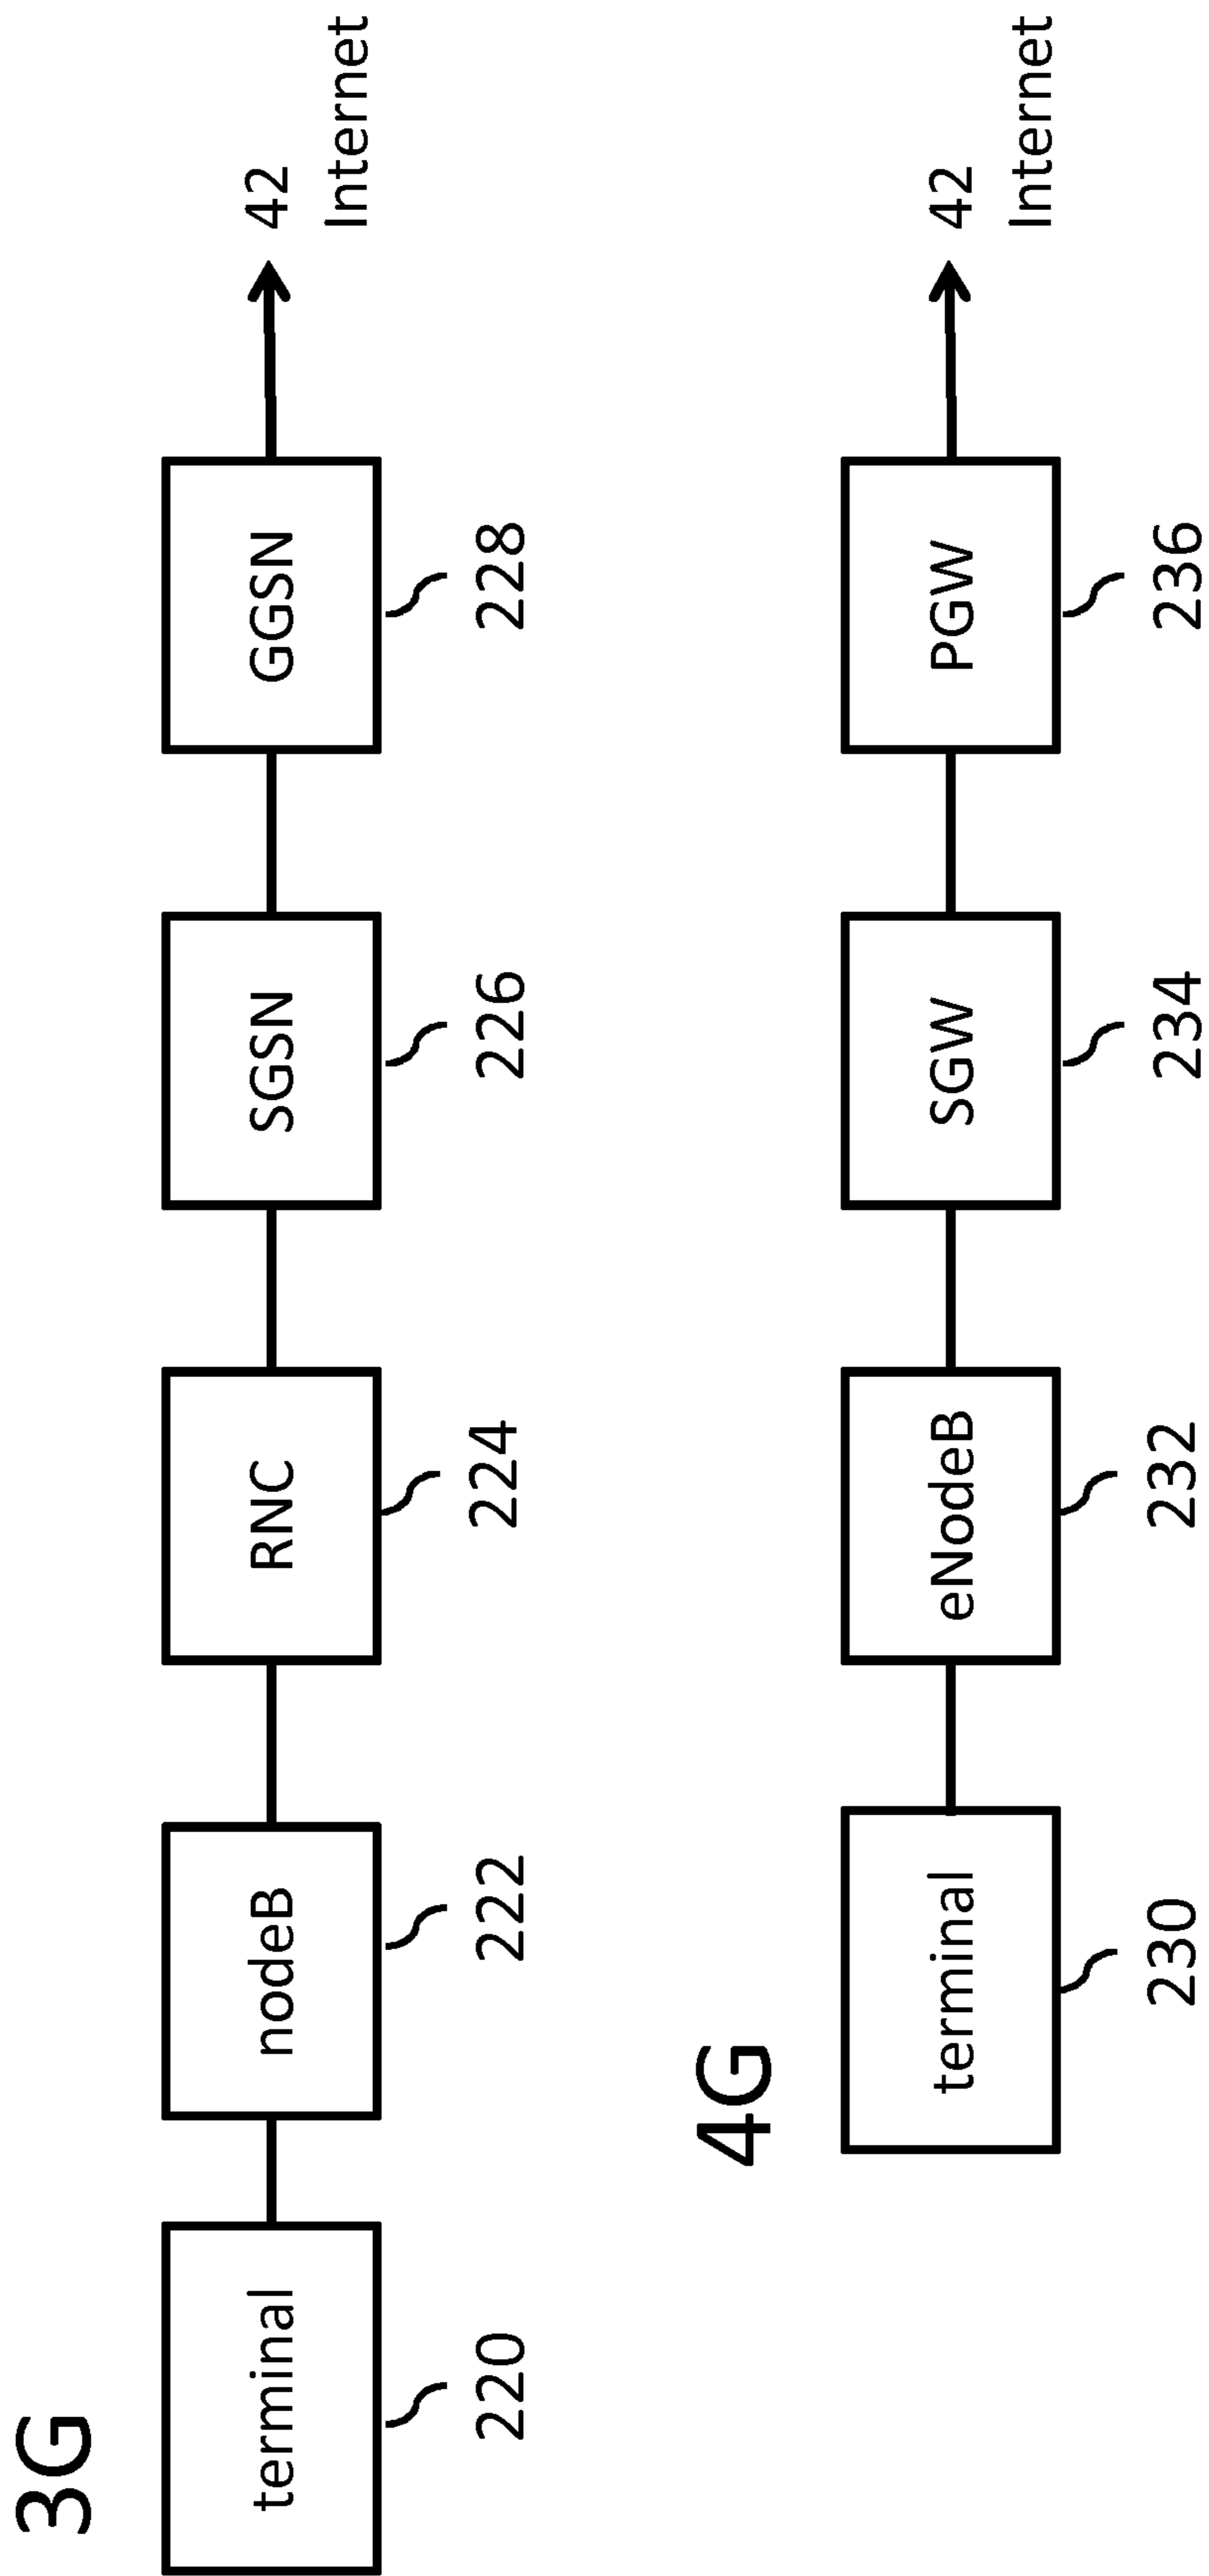 3G
terminal
nodeB
RNC
SGSN
GGSN
42
Internet
220
222
224
226
228
4G
terminal
eNodeB
SGW
PGW
42
Internet
230
232
234
236